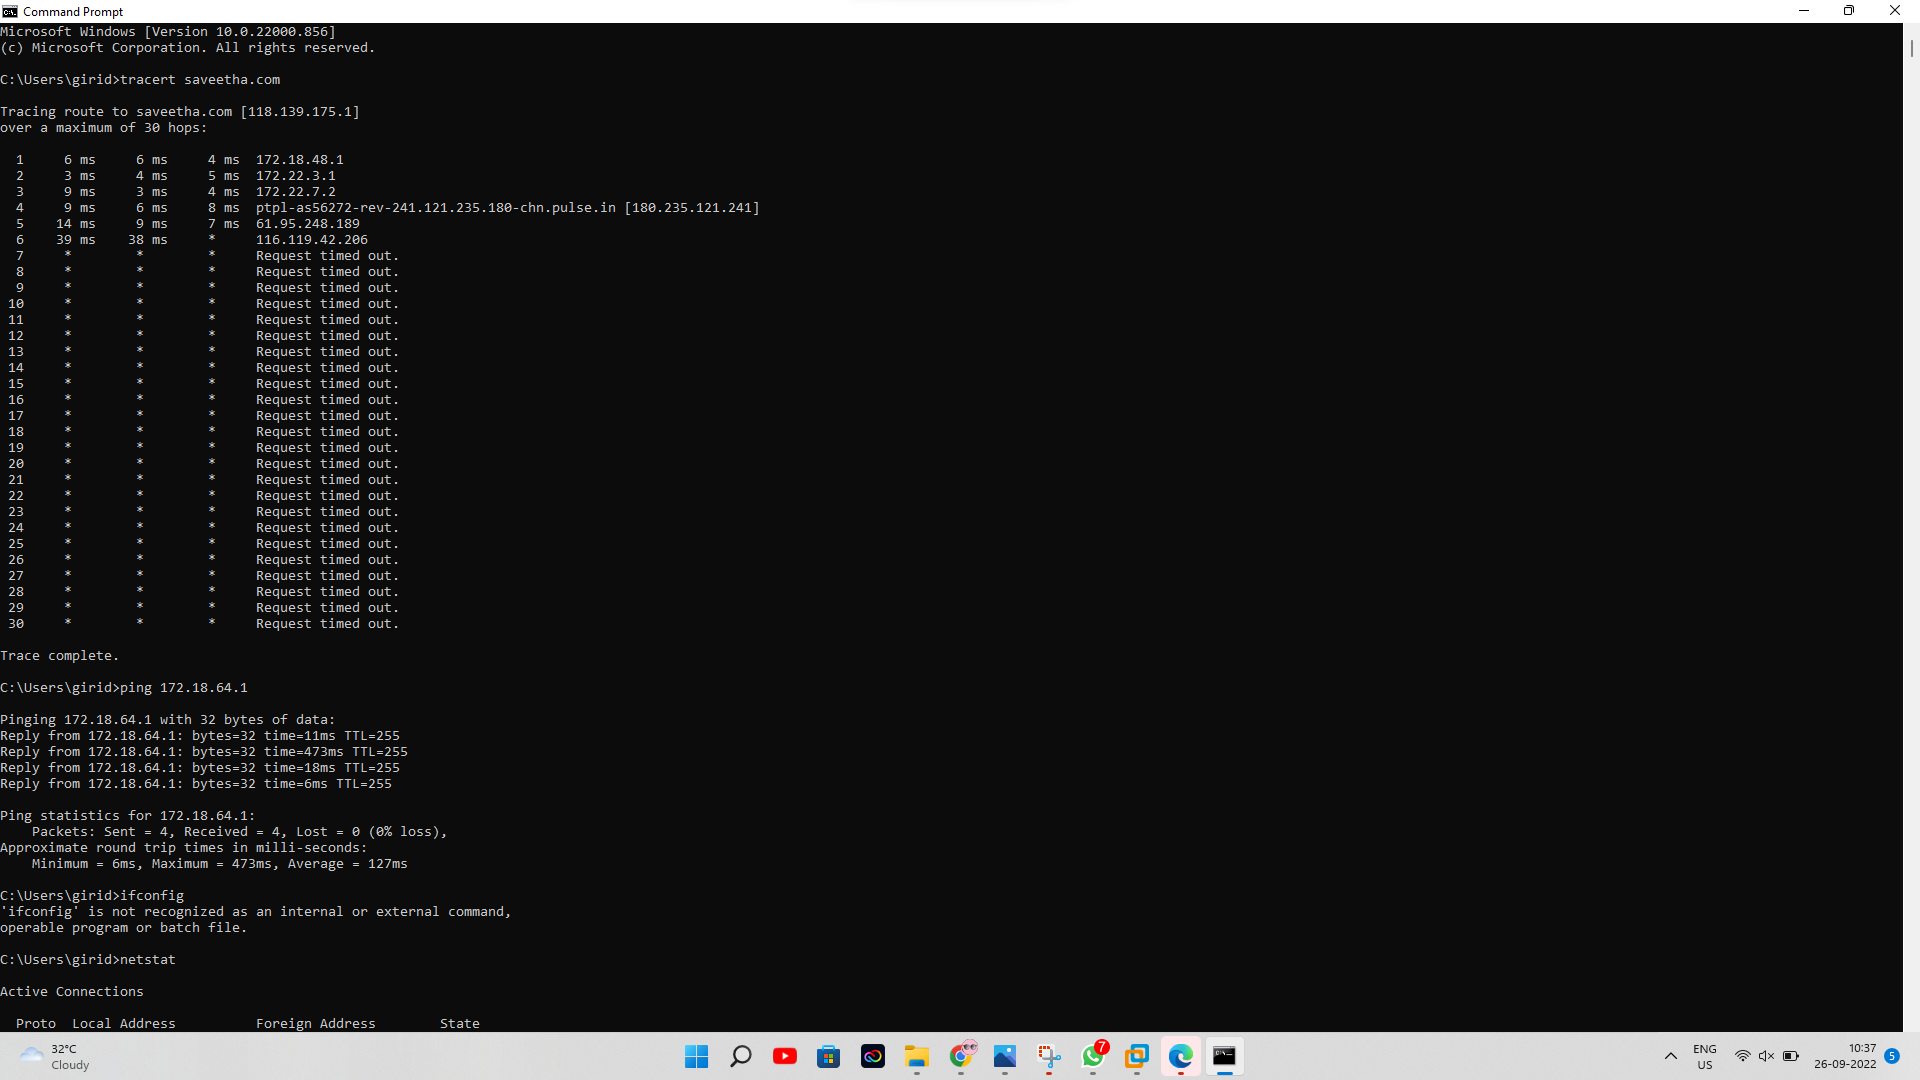 Command Prompt
Microsoft Windows [Version 10.0.22000.856]
(c) Microsoft Corporation. All rights reserved.
C:\Users\girid>tracert saveetha.com
Tracing route to saveetha.com [118.139.175.1]
over a maximum of 30 hops:
1 6 ms 6 ms 4 ms 172.18.48.1
2 3 ms 4 ms 5 ms 172.22.3.1
3 9 ms 3 ms 4 ms 172.22.7.2
4 9 ms 6 ms 8 ms ptpl-as56272-rev-241.121.235.180-chn.pulse.in [180.235.121.241]
5 14 ms 9 ms 7 ms 61.95.248.189
6 39 ms 38 ms * 116.119.42.206
7 * * * Request timed out.
8 * * * Request timed out.
9 * * * Request timed out.
10 * * * Request timed out.
11 * * * Request timed out.
12 * * * Request timed out.
13 * * * Request timed out.
14 * * * Request timed out.
15 * * * Request timed out.
16 * * * Request timed out.
17 * * * Request timed out.
18 * * * Request timed out.
19 * * * Request timed out.
20 * * * Request timed out.
21 * * * Request timed out.
22 * * * Request timed out.
23 * * * Request timed out.
24 * * * Request timed out.
25 * * * Request timed out.
26 * * * Request timed out.
27 * * * Request timed out.
28 * * * Request timed out.
29 * * * Request timed out.
30 * * * Request timed out.
Trace complete.
C:\Users\girid>ping 172.18.64.1
Pinging 172.18.64.1 with 32 bytes of data:
Reply from 172.18.64.1: bytes=32 time=11ms TTL=255
Reply from 172.18.64.1: bytes=32 time=473ms TTL=255
Reply from 172.18.64.1: bytes=32 time=18ms TTL=255
Reply from 172.18.64.1: bytes=32 time=6ms TTL=255
Ping statistics for 172.18.64.1:
Packets: Sent = 4, Received = 4, Lost = 0 (0% loss),
Approximate round trip times in milli-seconds:
Minimum = 6ms, Maximum = 473ms, Average = 127ms
C:\Users\girid>ifconfig
'ifconfig' is not recognized as an internal or external command,
operable program or batch file.
C:\Users\girid>netstat
Active Connections
Proto Local Address Foreign Address State
32°C
Cloudy
7
ENG
US
10:37
26-09-2022
5